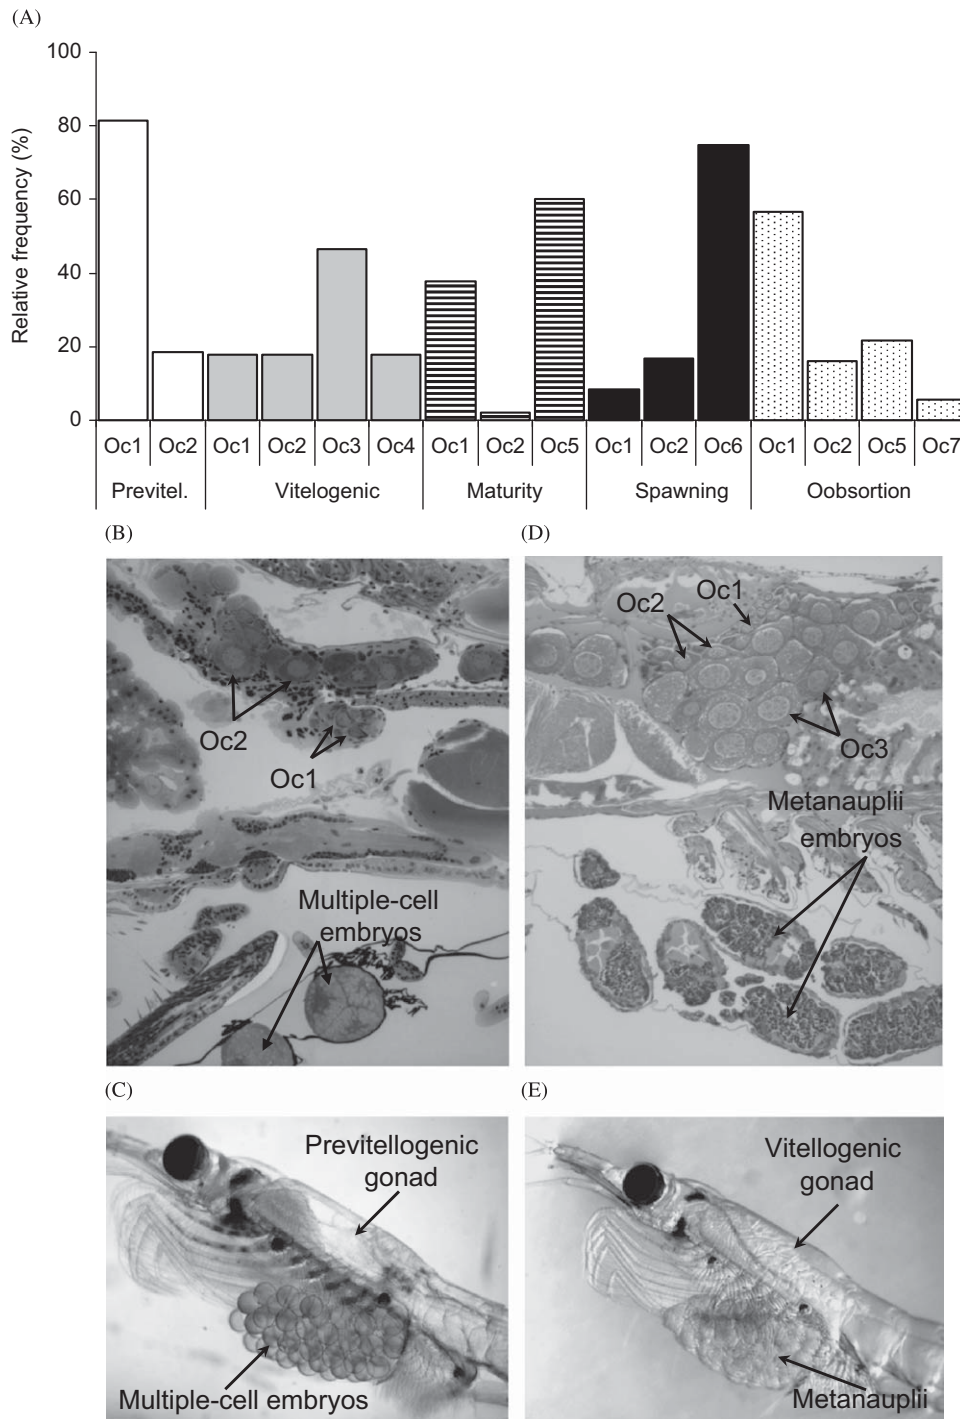 (A)
100
80
60
40
20
0
Relative frequency (%)
Oc1 Oc2 Oc1 Oc2 Oc3 Oc4 Oc1 Oc2 Oc5 Oc1 Oc2 Oc6 Oc1 Oc2 Oc5 Oc7
Previtel. Vitelogenic Maturity Spawning Oobsortion
(B)
Oc2
Oc1
Multiple-cell
embryos
(D)
Oc1
Oc2
Oc3
Metanauplii
embryos
(C)
Previtellogenic
gonad
Multiple-cell embryos
(E)
Vitellogenic
gonad
Metanauplii